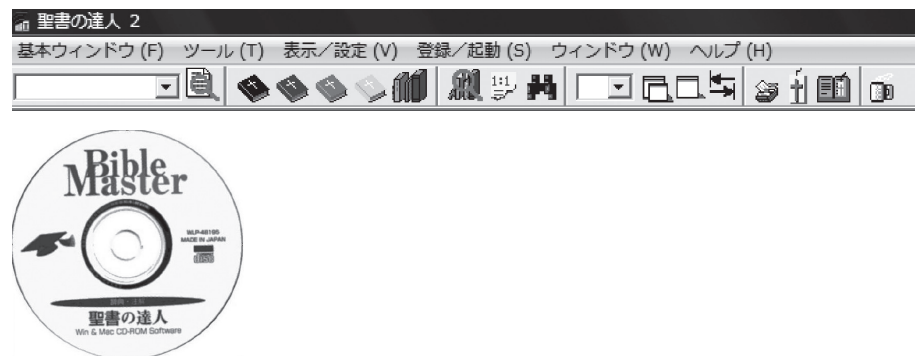 聖書の達人 2
基本ウィンドウ (F) ツール (T) 表示／設定 (V) 登録／起動 (S) ウィンドウ (W) ヘルプ (H)
1:1
Bible
Master
WLP-48195
MADE IN JAPAN
聖書の達人
Win & Mac CD-ROM Software